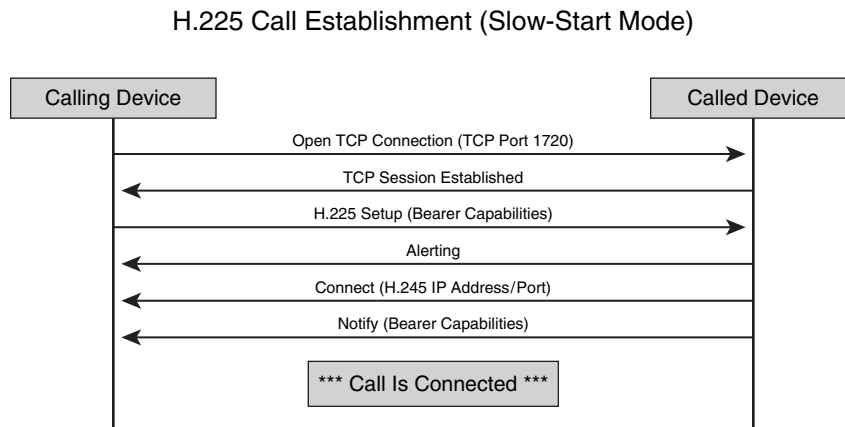 H.225 Call Establishment (Slow-Start Mode)
Calling Device
Called Device
Open TCP Connection (TCP Port 1720)
TCP Session Established
H.225 Setup (Bearer Capabilities)
Alerting
Connect (H.245 IP Address/Port)
Notify (Bearer Capabilities)
*** Call Is Connected ***